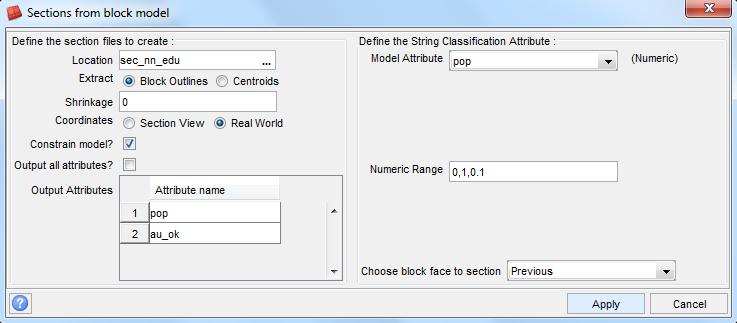 Sections from block model
Define the section files to create :
Location sec_nn_edu ...
Extract Block Outlines Centroids
Shrinkage 0
Coordinates Section View Real World
Constrain model?
Output all attributes?
Output Attributes Attribute name
1 pop
2 au_ok
Define the String Classification Attribute :
Model Attribute pop (Numeric)
Numeric Range 0,1,0.1
Choose block face to section Previous
? Apply Cancel